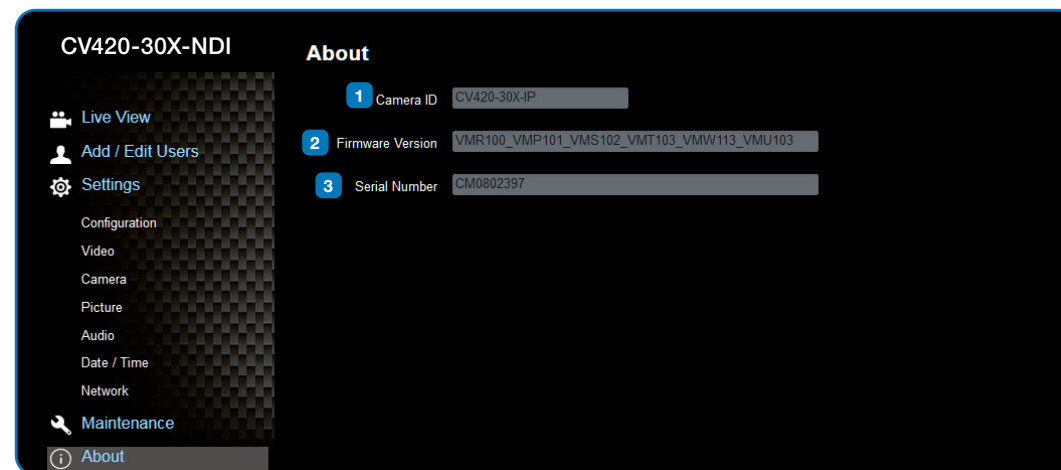 CV420-30X-NDI
Live View
Add / Edit Users
Settings
Configuration
Video
Camera
Picture
Audio
Date / Time
Network
Maintenance
About
About
1 Camera ID CV420-30X-IP
2 Firmware Version VMR100_VMP101_VMS102_VMT103_VMW113_VMU103
3 Serial Number CM0802397